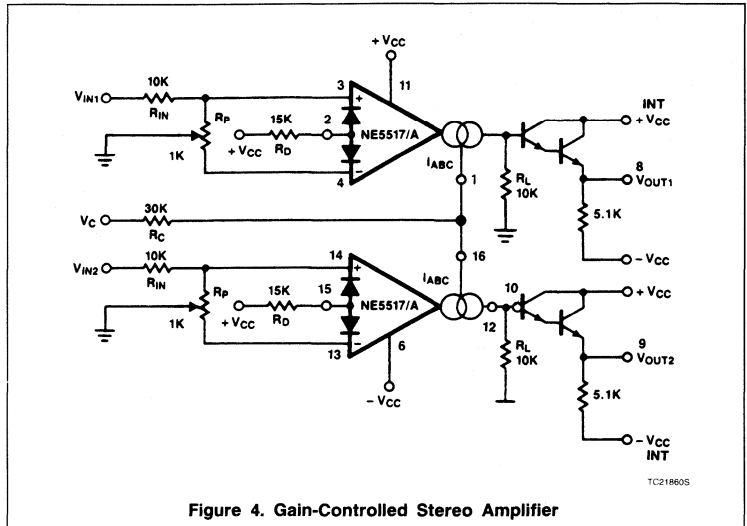 +VCC
INT
VIN1 10K 3 11 +VCC
RIN RP 15K 2 + NE5517/A
1K +VCC RD IABC 8 VOUT1
4 − 1 RL 10K 5.1K
VC 30K RC
−VCC
VIN2 10K 14 16
RIN RP 15K 15 + NE5517/A IABC 10 +VCC
1K +VCC RD 12 9 VOUT2
13 − 6 RL 10K 5.1K
−VCC
−VCC
INT
TC21860S
Figure 4. Gain-Controlled Stereo Amplifier